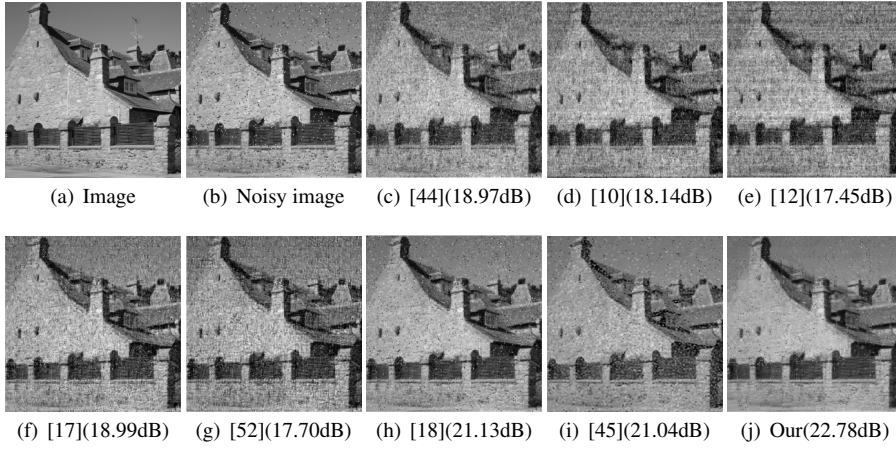 (a) Image
(b) Noisy image
(c) [44](18.97dB)
(d) [10](18.14dB)
(e) [12](17.45dB)
(f) [17](18.99dB)
(g) [52](17.70dB)
(h) [18](21.13dB)
(i) [45](21.04dB)
(j) Our(22.78dB)